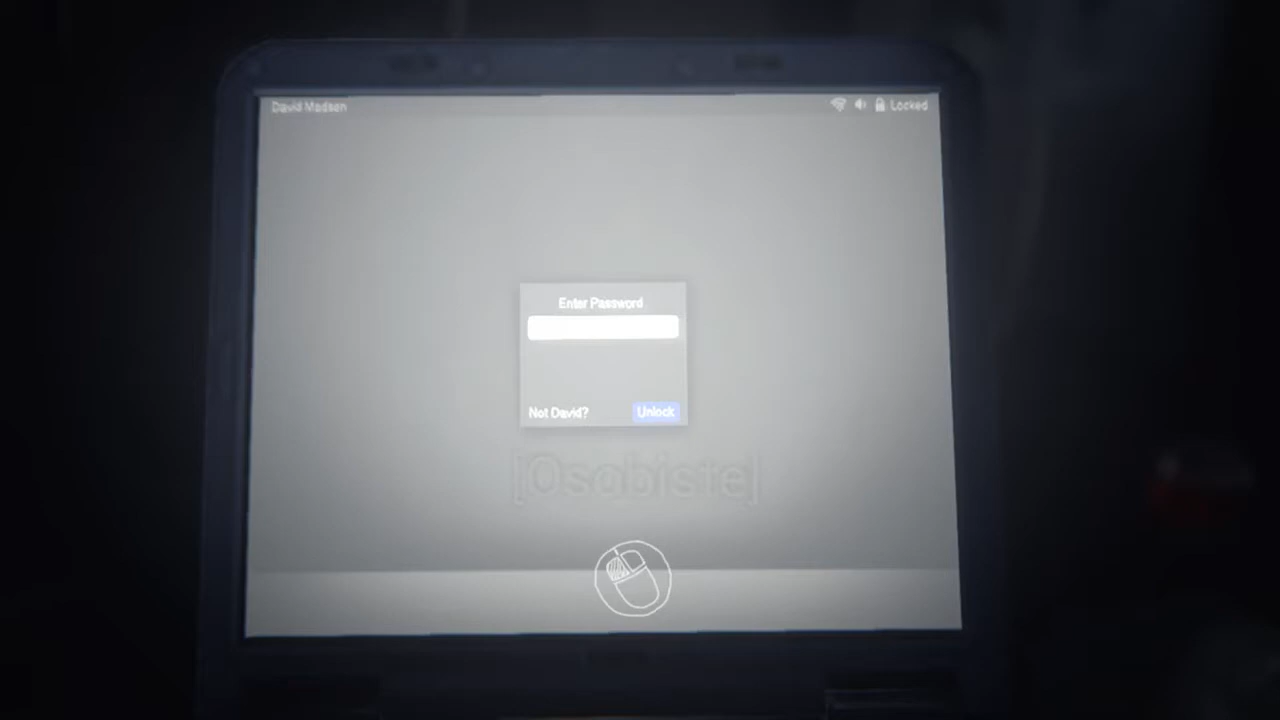 David Madsen
Locked
Enter Password
Not David?
Unlock
[Osobiste]